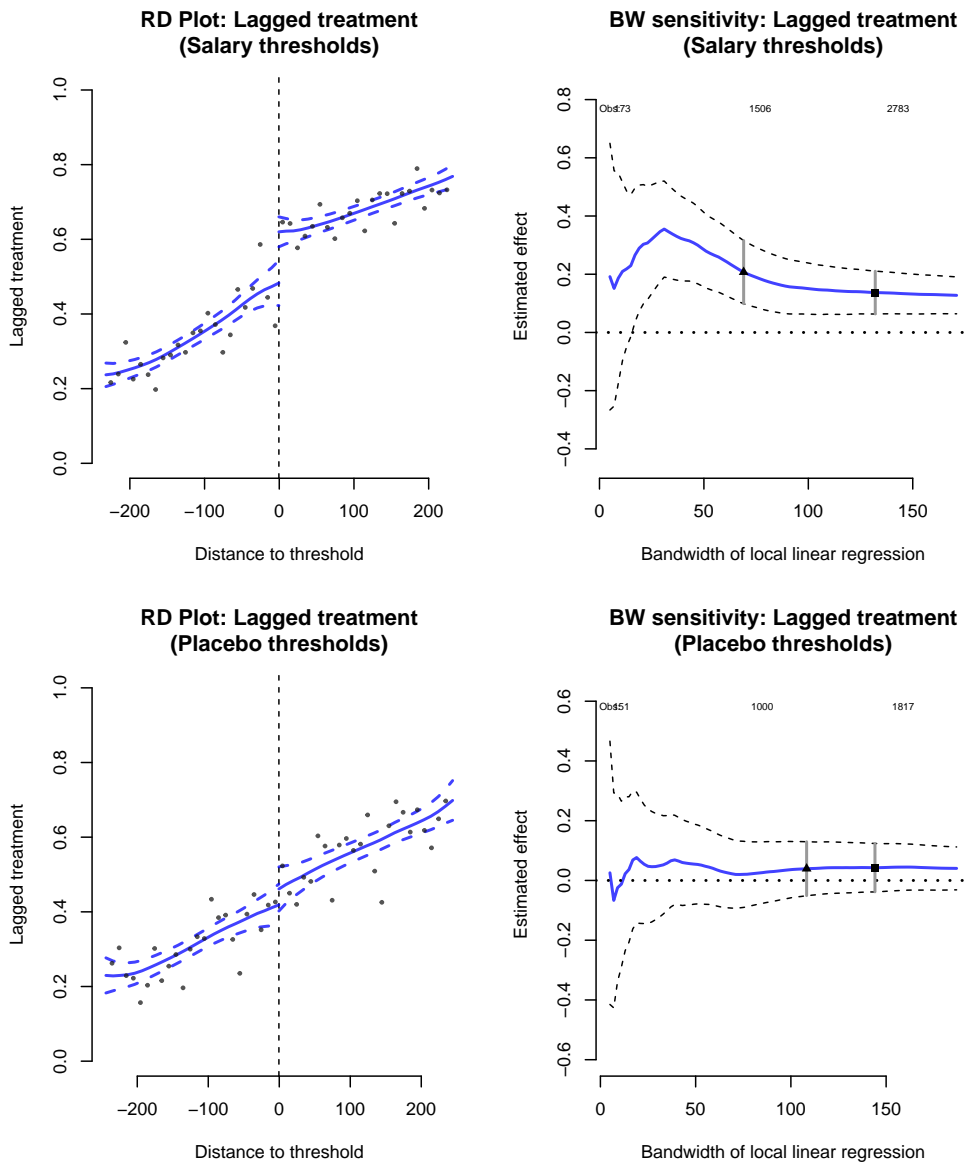 RD Plot: Lagged treatment
(Salary thresholds)
Lagged treatment
1.0
0.8
0.6
0.4
0.2
0.0
−200 −100 0 100 200
Distance to threshold
BW sensitivity: Lagged treatment
(Salary thresholds)
Estimated effect
0.8
0.6
0.4
0.2
0.0
−0.2
−0.4
1506 2783
0 50 100 150
Bandwidth of local linear regression
RD Plot: Lagged treatment
(Placebo thresholds)
Lagged treatment
1.0
0.8
0.6
0.4
0.2
0.0
−200 −100 0 100 200
Distance to threshold
BW sensitivity: Lagged treatment
(Placebo thresholds)
Estimated effect
0.6
0.4
0.2
0.0
−0.2
−0.4
−0.6
1000 1817
0 50 100 150
Bandwidth of local linear regression